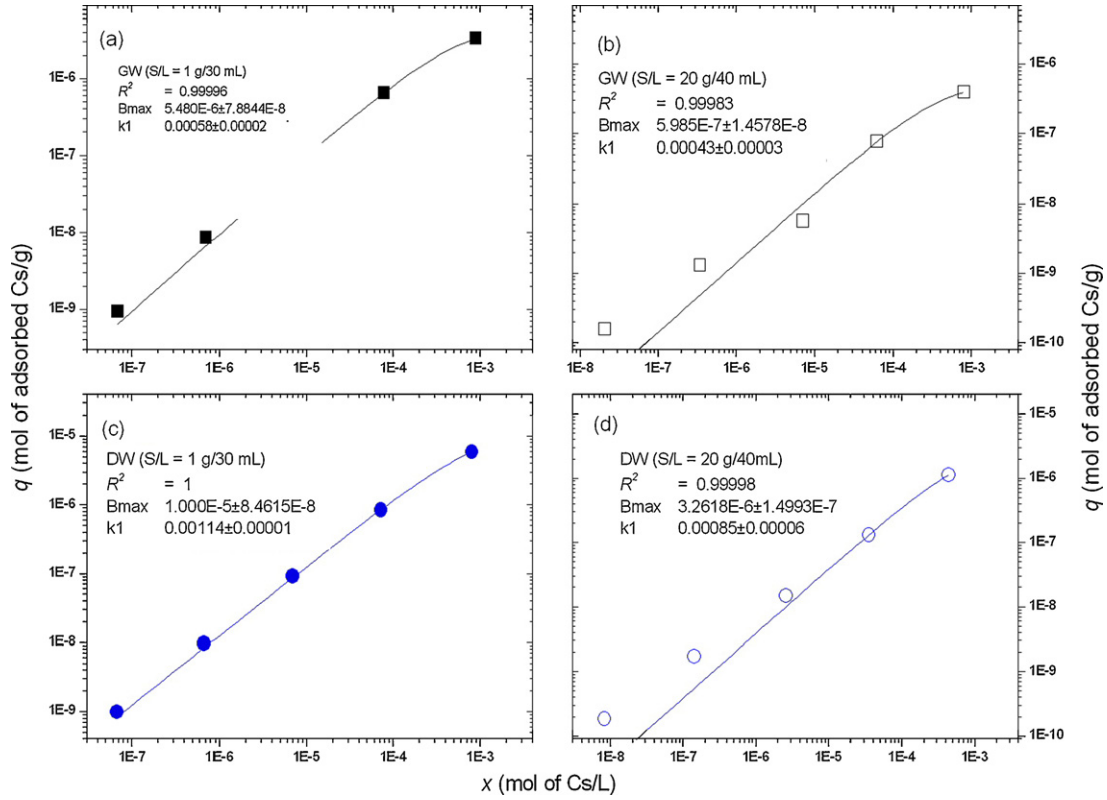 (a)
GW (S/L = 1 g/30 mL)
R² = 0.99996
Bmax 5.480E-6±7.8844E-8
k1 0.00058±0.00002
1E-6
1E-7
1E-8
1E-9
1E-7 1E-6 1E-5 1E-4 1E-3
(b)
GW (S/L = 20 g/40 mL)
R² = 0.99983
Bmax 5.985E-7±1.4578E-8
k1 0.00043±0.00003
1E-6
1E-7
1E-8
1E-9
1E-10
1E-8 1E-7 1E-6 1E-5 1E-4 1E-3
(c)
DW (S/L = 1 g/30 mL)
R² = 1
Bmax 1.000E-5±8.4615E-8
k1 0.00114±0.00001
1E-5
1E-6
1E-7
1E-8
1E-9
1E-7 1E-6 1E-5 1E-4 1E-3
(d)
DW (S/L = 20 g/40mL)
R² = 0.99998
Bmax 3.2618E-6±1.4993E-7
k1 0.00085±0.00006
1E-5
1E-6
1E-7
1E-8
1E-9
1E-10
1E-8 1E-7 1E-6 1E-5 1E-4 1E-3
q (mol of adsorbed Cs/g)
q (mol of adsorbed Cs/g)
x (mol of Cs/L)